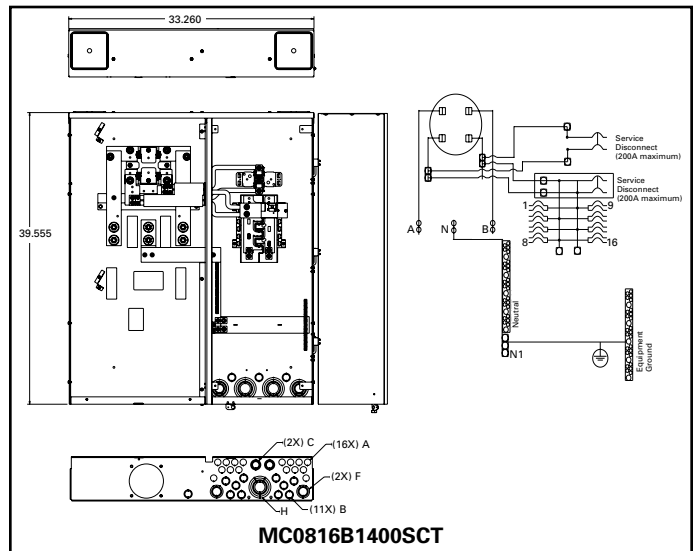 33.260
39.555
Service
Disconnect
(200A maximum)
Service
Disconnect
(200A maximum)
1
9
8
16
A
N
B
Neutral
N1
Equipment
Ground
(2X) C
(16X) A
(2X) F
(11X) B
H
MC0816B1400SCT